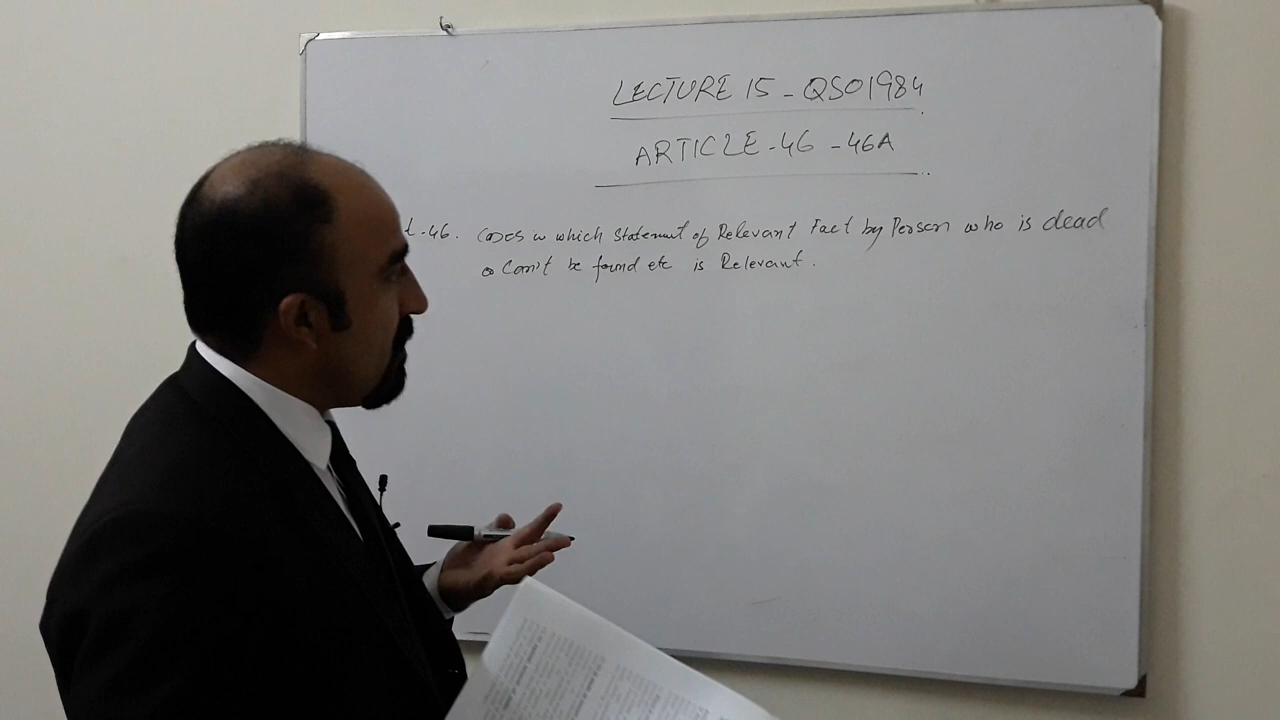 LECTURE 15 - QSO1984
ARTICLE - 46 - 46A
t-46. Cases in which Statement of Relevant Fact by Person who is dead
or Can't be found etc is Relevant.